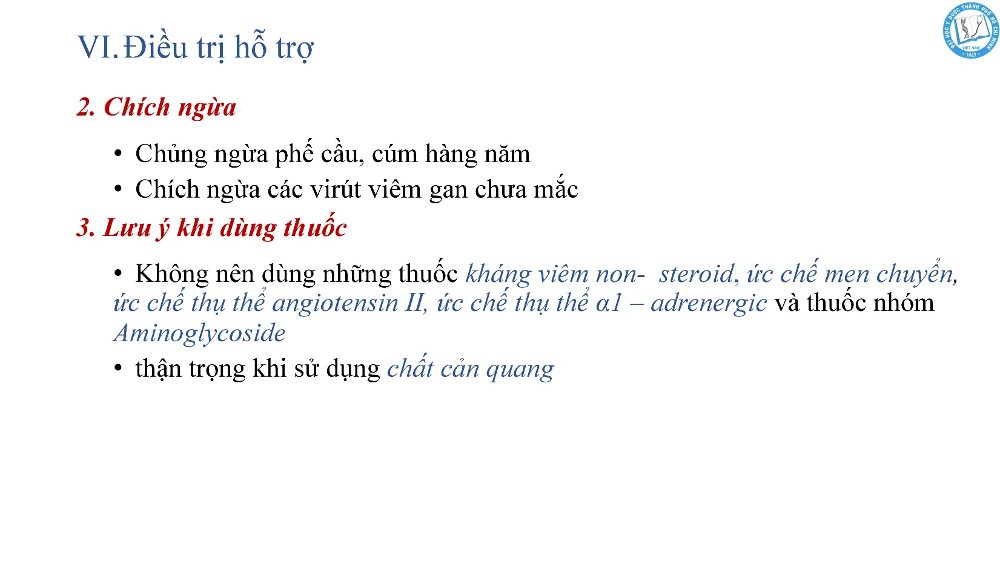 ĐẠI HỌC Y DƯỢC THÀNH PHỐ HỒ CHÍ MINH
VIỆT NAM
1947
VI. Điều trị hỗ trợ
2. Chích ngừa
• Chủng ngừa phế cầu, cúm hàng năm
• Chích ngừa các virút viêm gan chưa mắc
3. Lưu ý khi dùng thuốc
• Không nên dùng những thuốc kháng viêm non- steroid, ức chế men chuyển,
ức chế thụ thể angiotensin II, ức chế thụ thể α1 – adrenergic và thuốc nhóm
Aminoglycoside
• thận trọng khi sử dụng chất cản quang